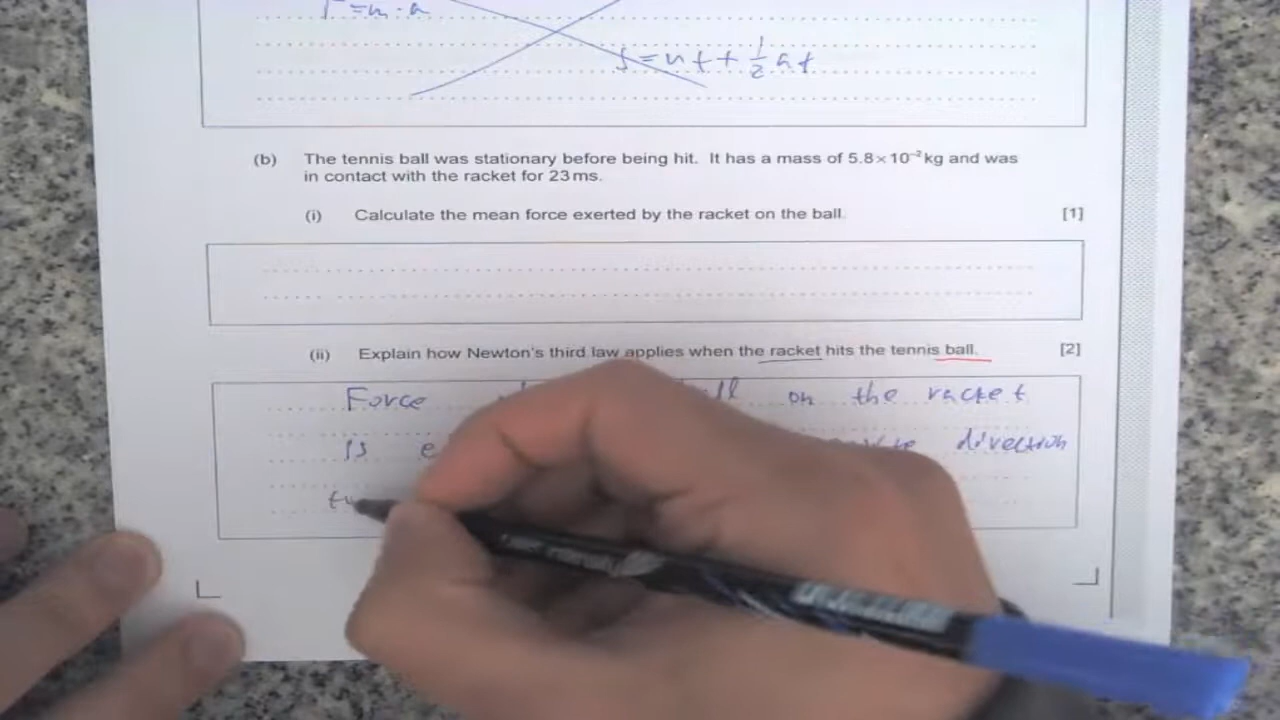 F = m · a
s = ut + 1/2 at
(b) The tennis ball was stationary before being hit. It has a mass of 5.8×10⁻² kg and was
in contact with the racket for 23 ms.
(i) Calculate the mean force exerted by the racket on the ball. [1]
(ii) Explain how Newton's third law applies when the racket hits the tennis ball. [2]
Force on the racket
is direction